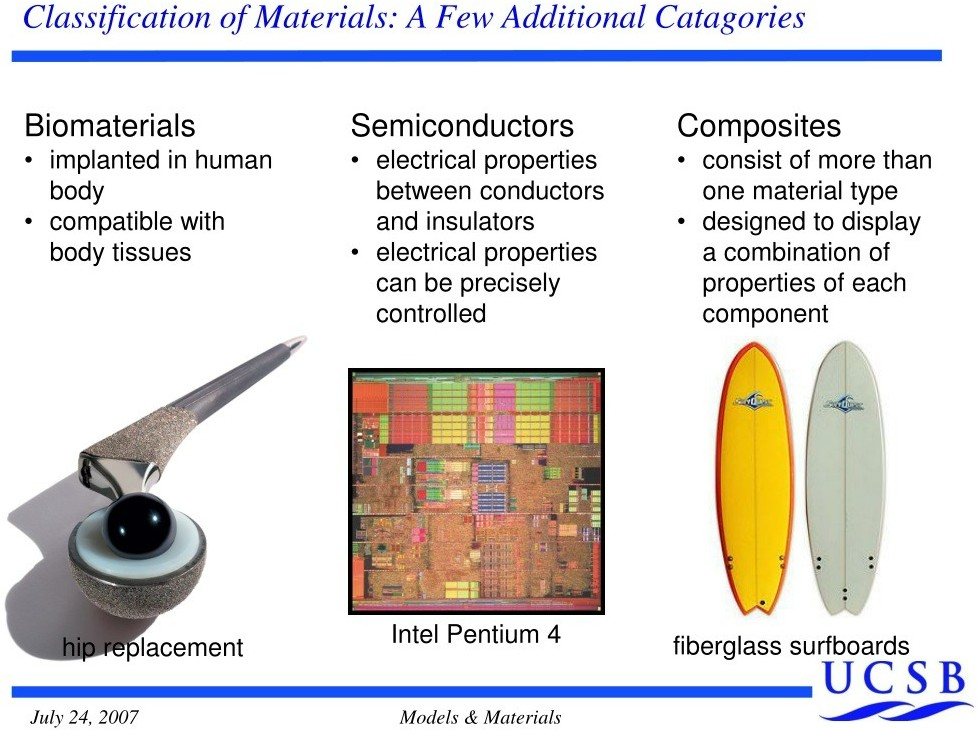 Classification of Materials: A Few Additional Catagories
Biomaterials
• implanted in human
body
• compatible with
body tissues
Semiconductors
• electrical properties
between conductors
and insulators
• electrical properties
can be precisely
controlled
Composites
• consist of more than
one material type
• designed to display
a combination of
properties of each
component
hip replacement
Intel Pentium 4
fiberglass surfboards
UCSB
July 24, 2007
Models & Materials